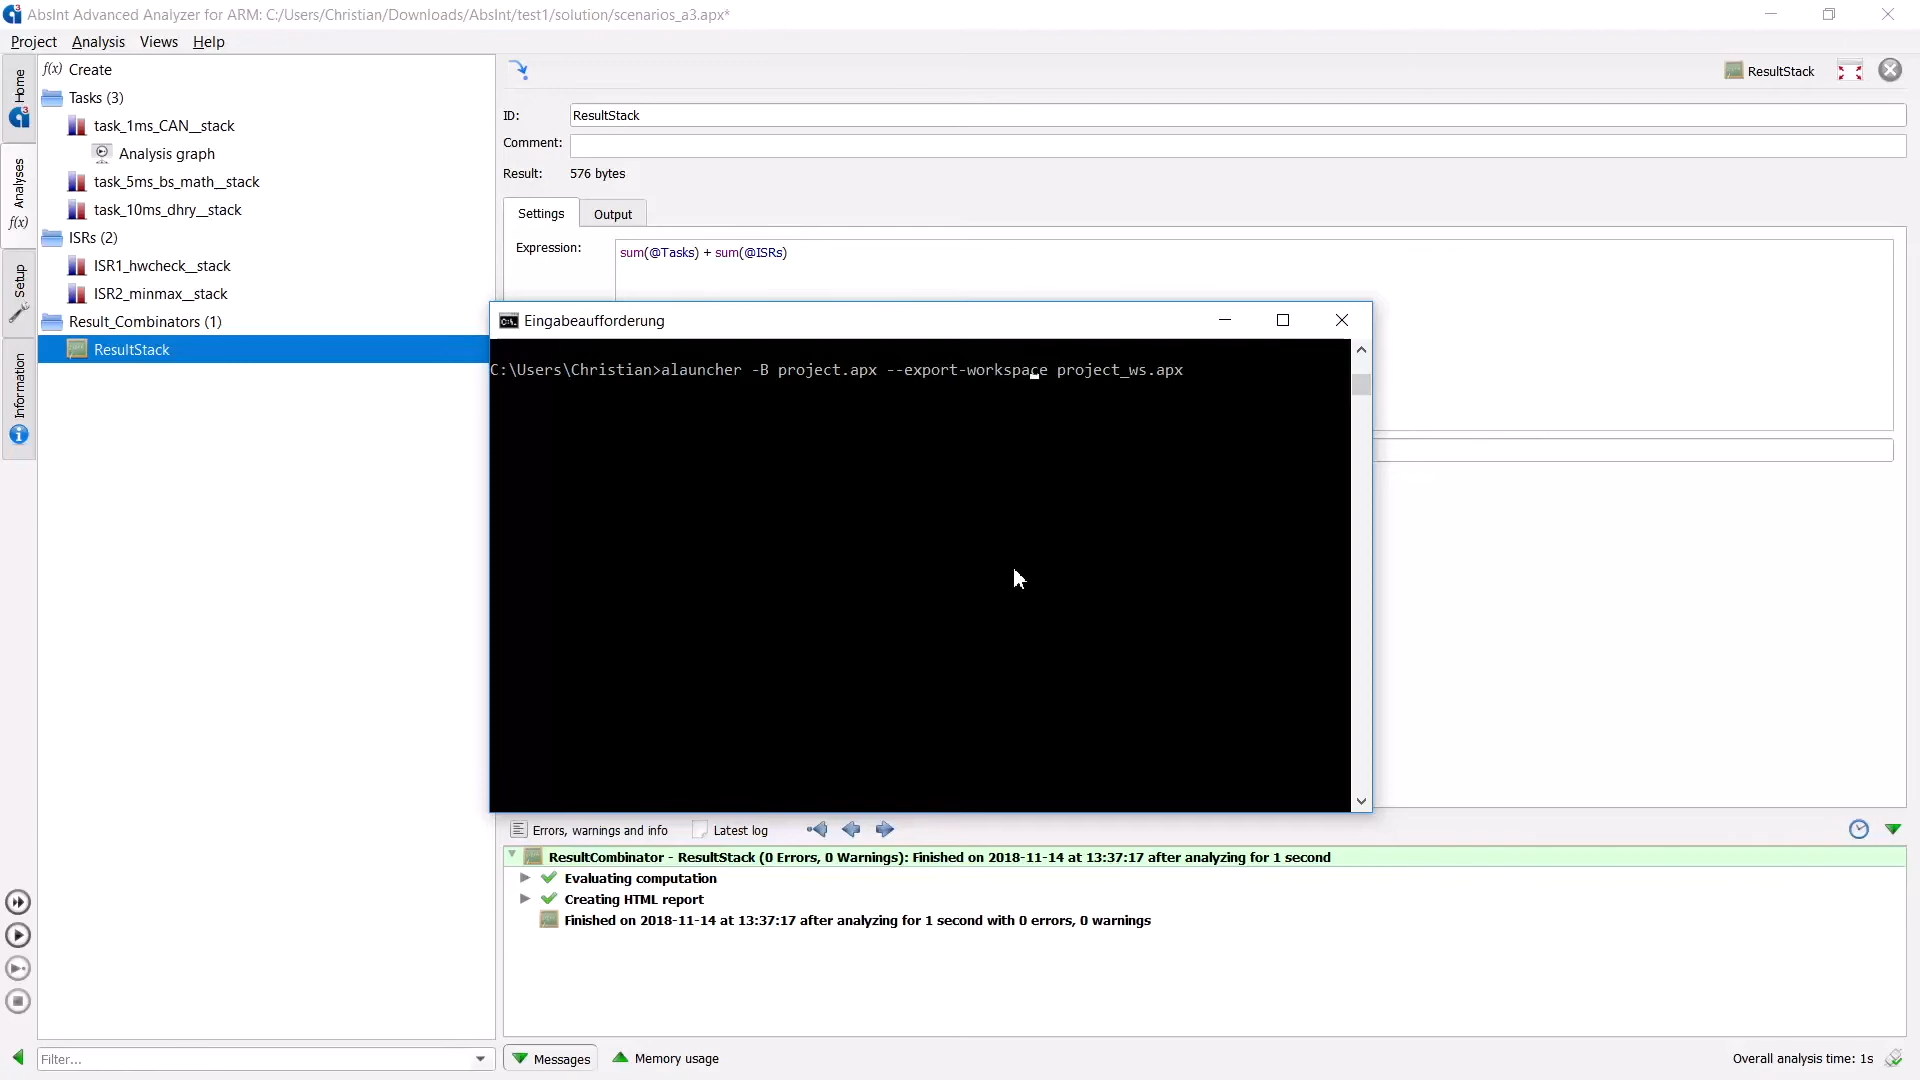 AbsInt Advanced Analyzer for ARM: C:/Users/Christian/Downloads/AbsInt/test1/solution/scenarios_a3.apx*
Project Analysis Views Help
Home
Analyses
f(x)
Setup
Information
f(x) Create
Tasks (3)
task_1ms_CAN__stack
Analysis graph
task_5ms_bs_math__stack
task_10ms_dhry__stack
ISRs (2)
ISR1_hwcheck__stack
ISR2_minmax__stack
Result_Combinators (1)
ResultStack
ResultStack
ID: ResultStack
Comment:
Result: 576 bytes
Settings Output
Expression: sum(@Tasks) + sum(@ISRs)
Eingabeaufforderung
C:\Users\Christian>alauncher -B project.apx --export-workspace project_ws.apx
Errors, warnings and info Latest log
ResultCombinator - ResultStack (0 Errors, 0 Warnings): Finished on 2018-11-14 at 13:37:17 after analyzing for 1 second
Evaluating computation
Creating HTML report
Finished on 2018-11-14 at 13:37:17 after analyzing for 1 second with 0 errors, 0 warnings
Filter...
Messages Memory usage
Overall analysis time: 1s